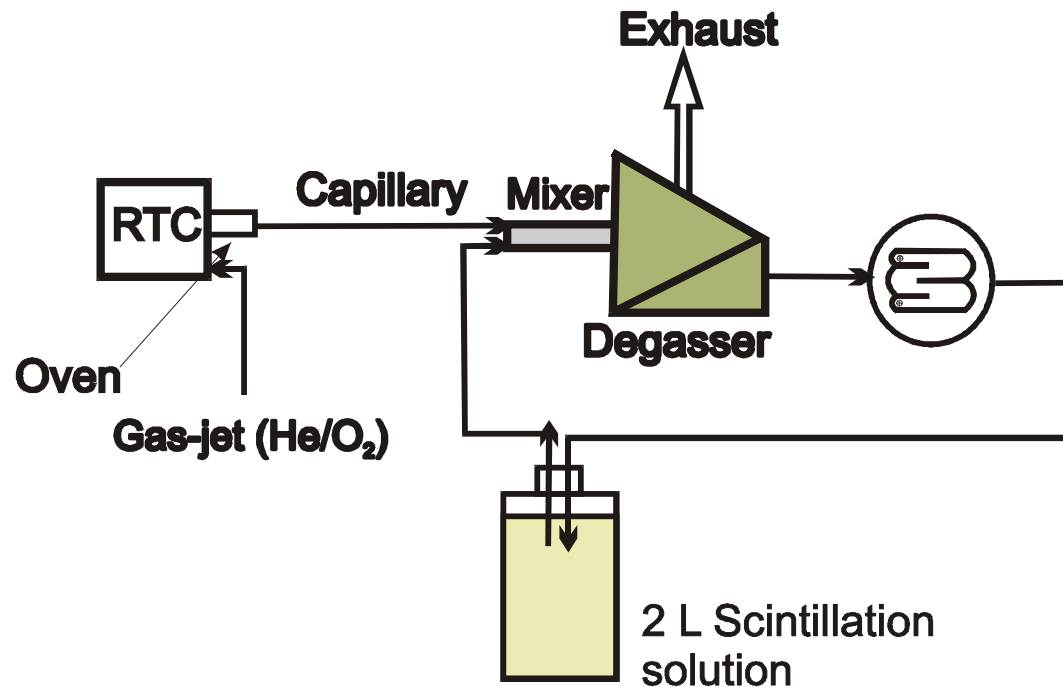 Exhaust
Capillary
Mixer
RTC
Degasser
Oven
Gas-jet (He/O₂)
2 L Scintillation
solution